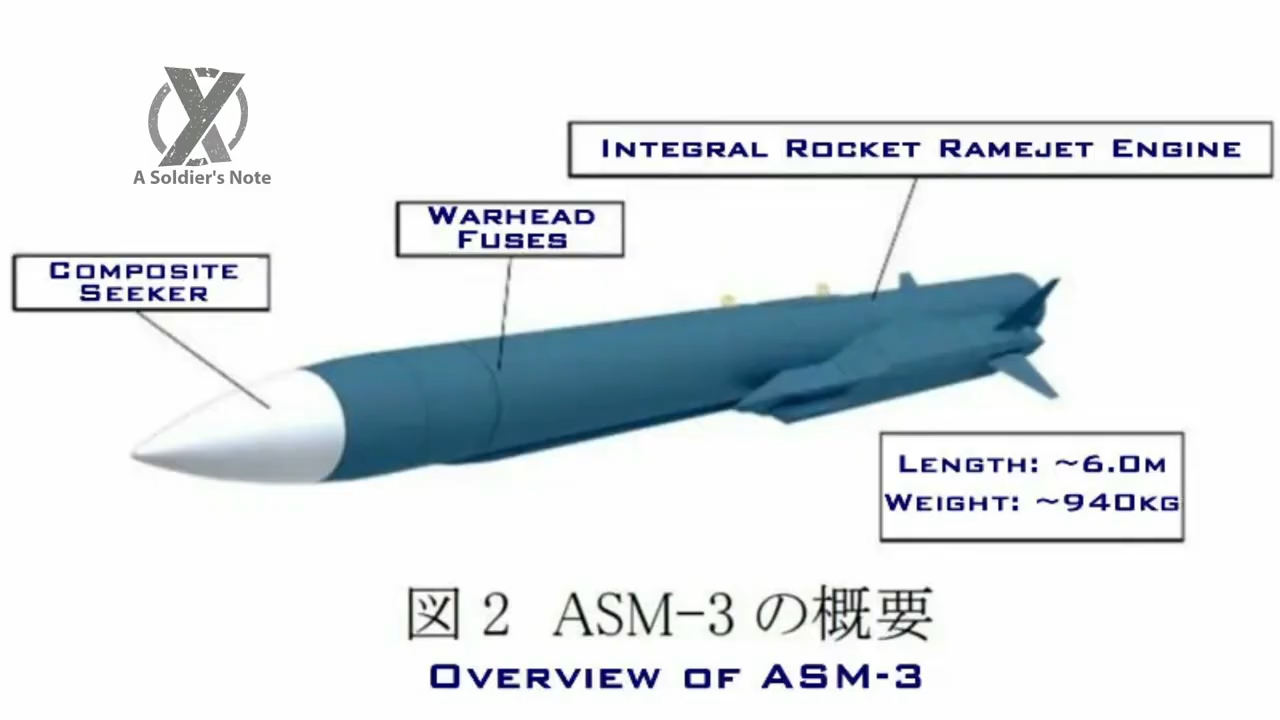 A Soldier's Note
INTEGRAL ROCKET RAMEJET ENGINE
WARHEAD
FUSES
COMPOSITE
SEEKER
LENGTH: ~6.0M
WEIGHT: ~940KG
図2 ASM-3の概要
OVERVIEW OF ASM-3